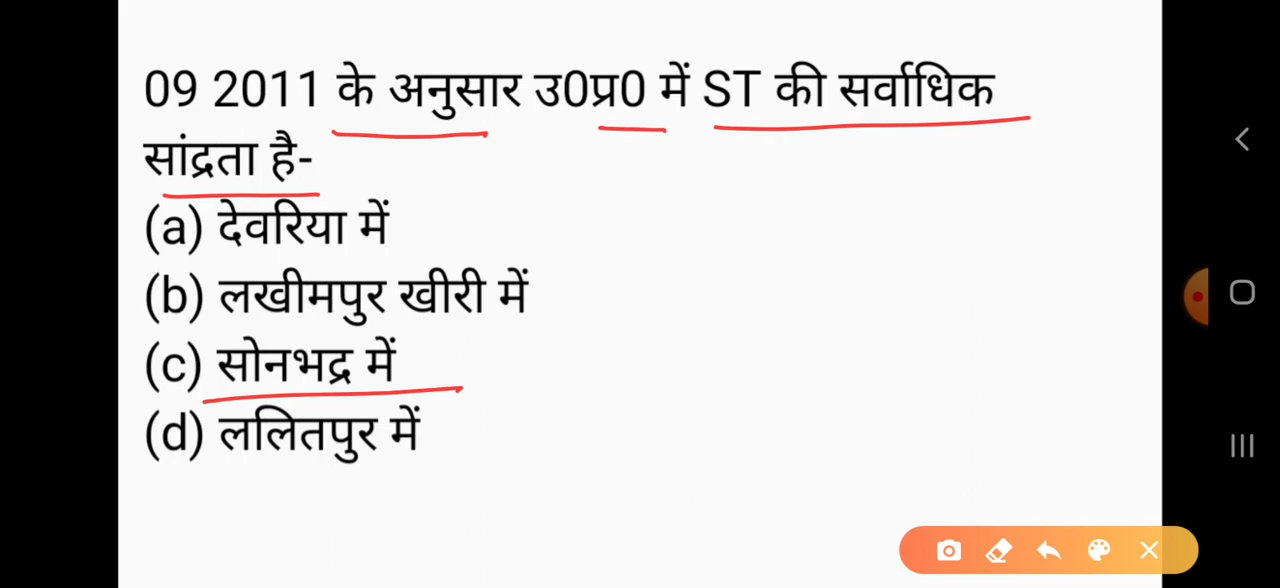 09 2011 के अनुसार उ0प्र0 में ST की सर्वाधिक
सांद्रता है-
(a) देवरिया में
(b) लखीमपुर खीरी में
(c) सोनभद्र में
(d) ललितपुर में